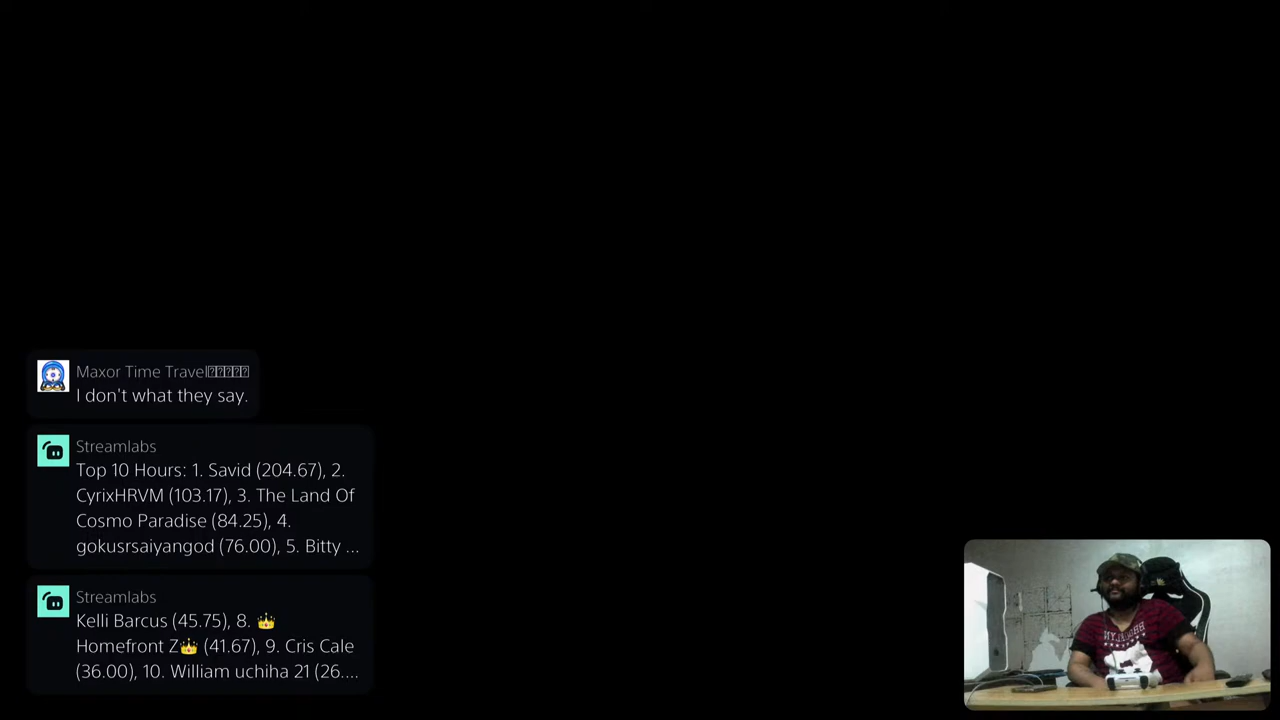 Maxor Time Travel
I don't what they say.
Streamlabs
Top 10 Hours: 1. Savid (204.67), 2.
CyrixHRVM (103.17), 3. The Land Of
Cosmo Paradise (84.25), 4.
gokusrsaiyangod (76.00), 5. Bitty ...
Streamlabs
Kelli Barcus (45.75), 8. 👑
Homefront Z👑 (41.67), 9. Cris Cale
(36.00), 10. William uchiha 21 (26....